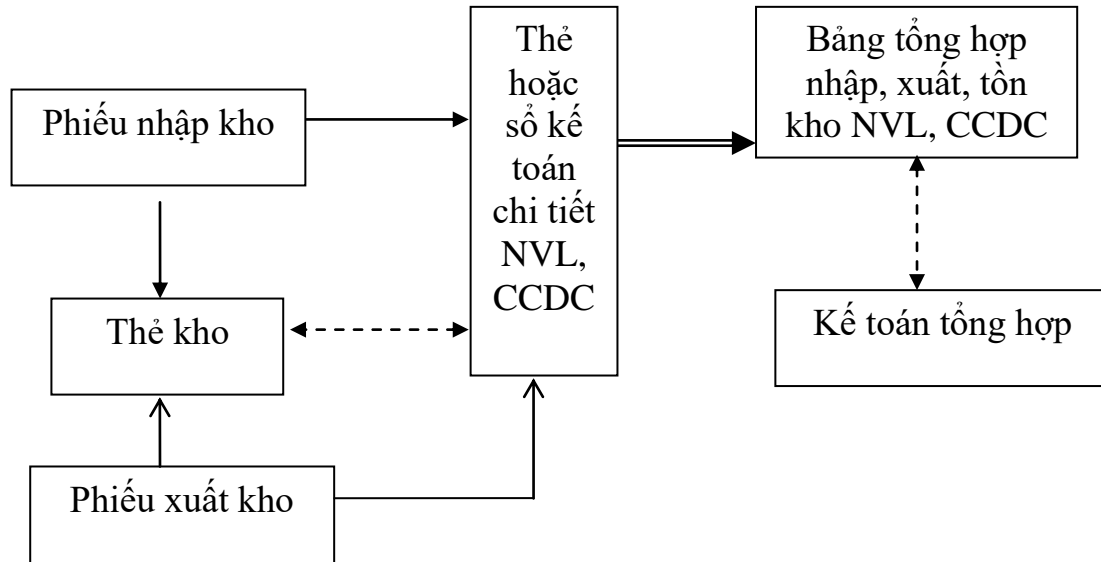 Phiếu nhập kho
Thẻ kho
Phiếu xuất kho
Thẻ
hoặc
sổ kế
toán
chi tiết
NVL,
CCDC
Bảng tổng hợp
nhập, xuất, tồn
kho NVL, CCDC
Kế toán tổng hợp